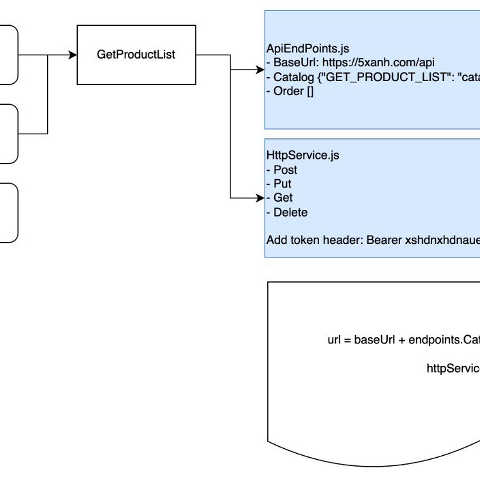 GetProductList
ApiEndPoints.js
- BaseUrl: https://5xanh.com/api
- Catalog {"GET_PRODUCT_LIST": "cata
- Order []
HttpService.js
- Post
- Put
- Get
- Delete
Add token header: Bearer xshdnxhdnaue
url = baseUrl + endpoints.Cat
httpService